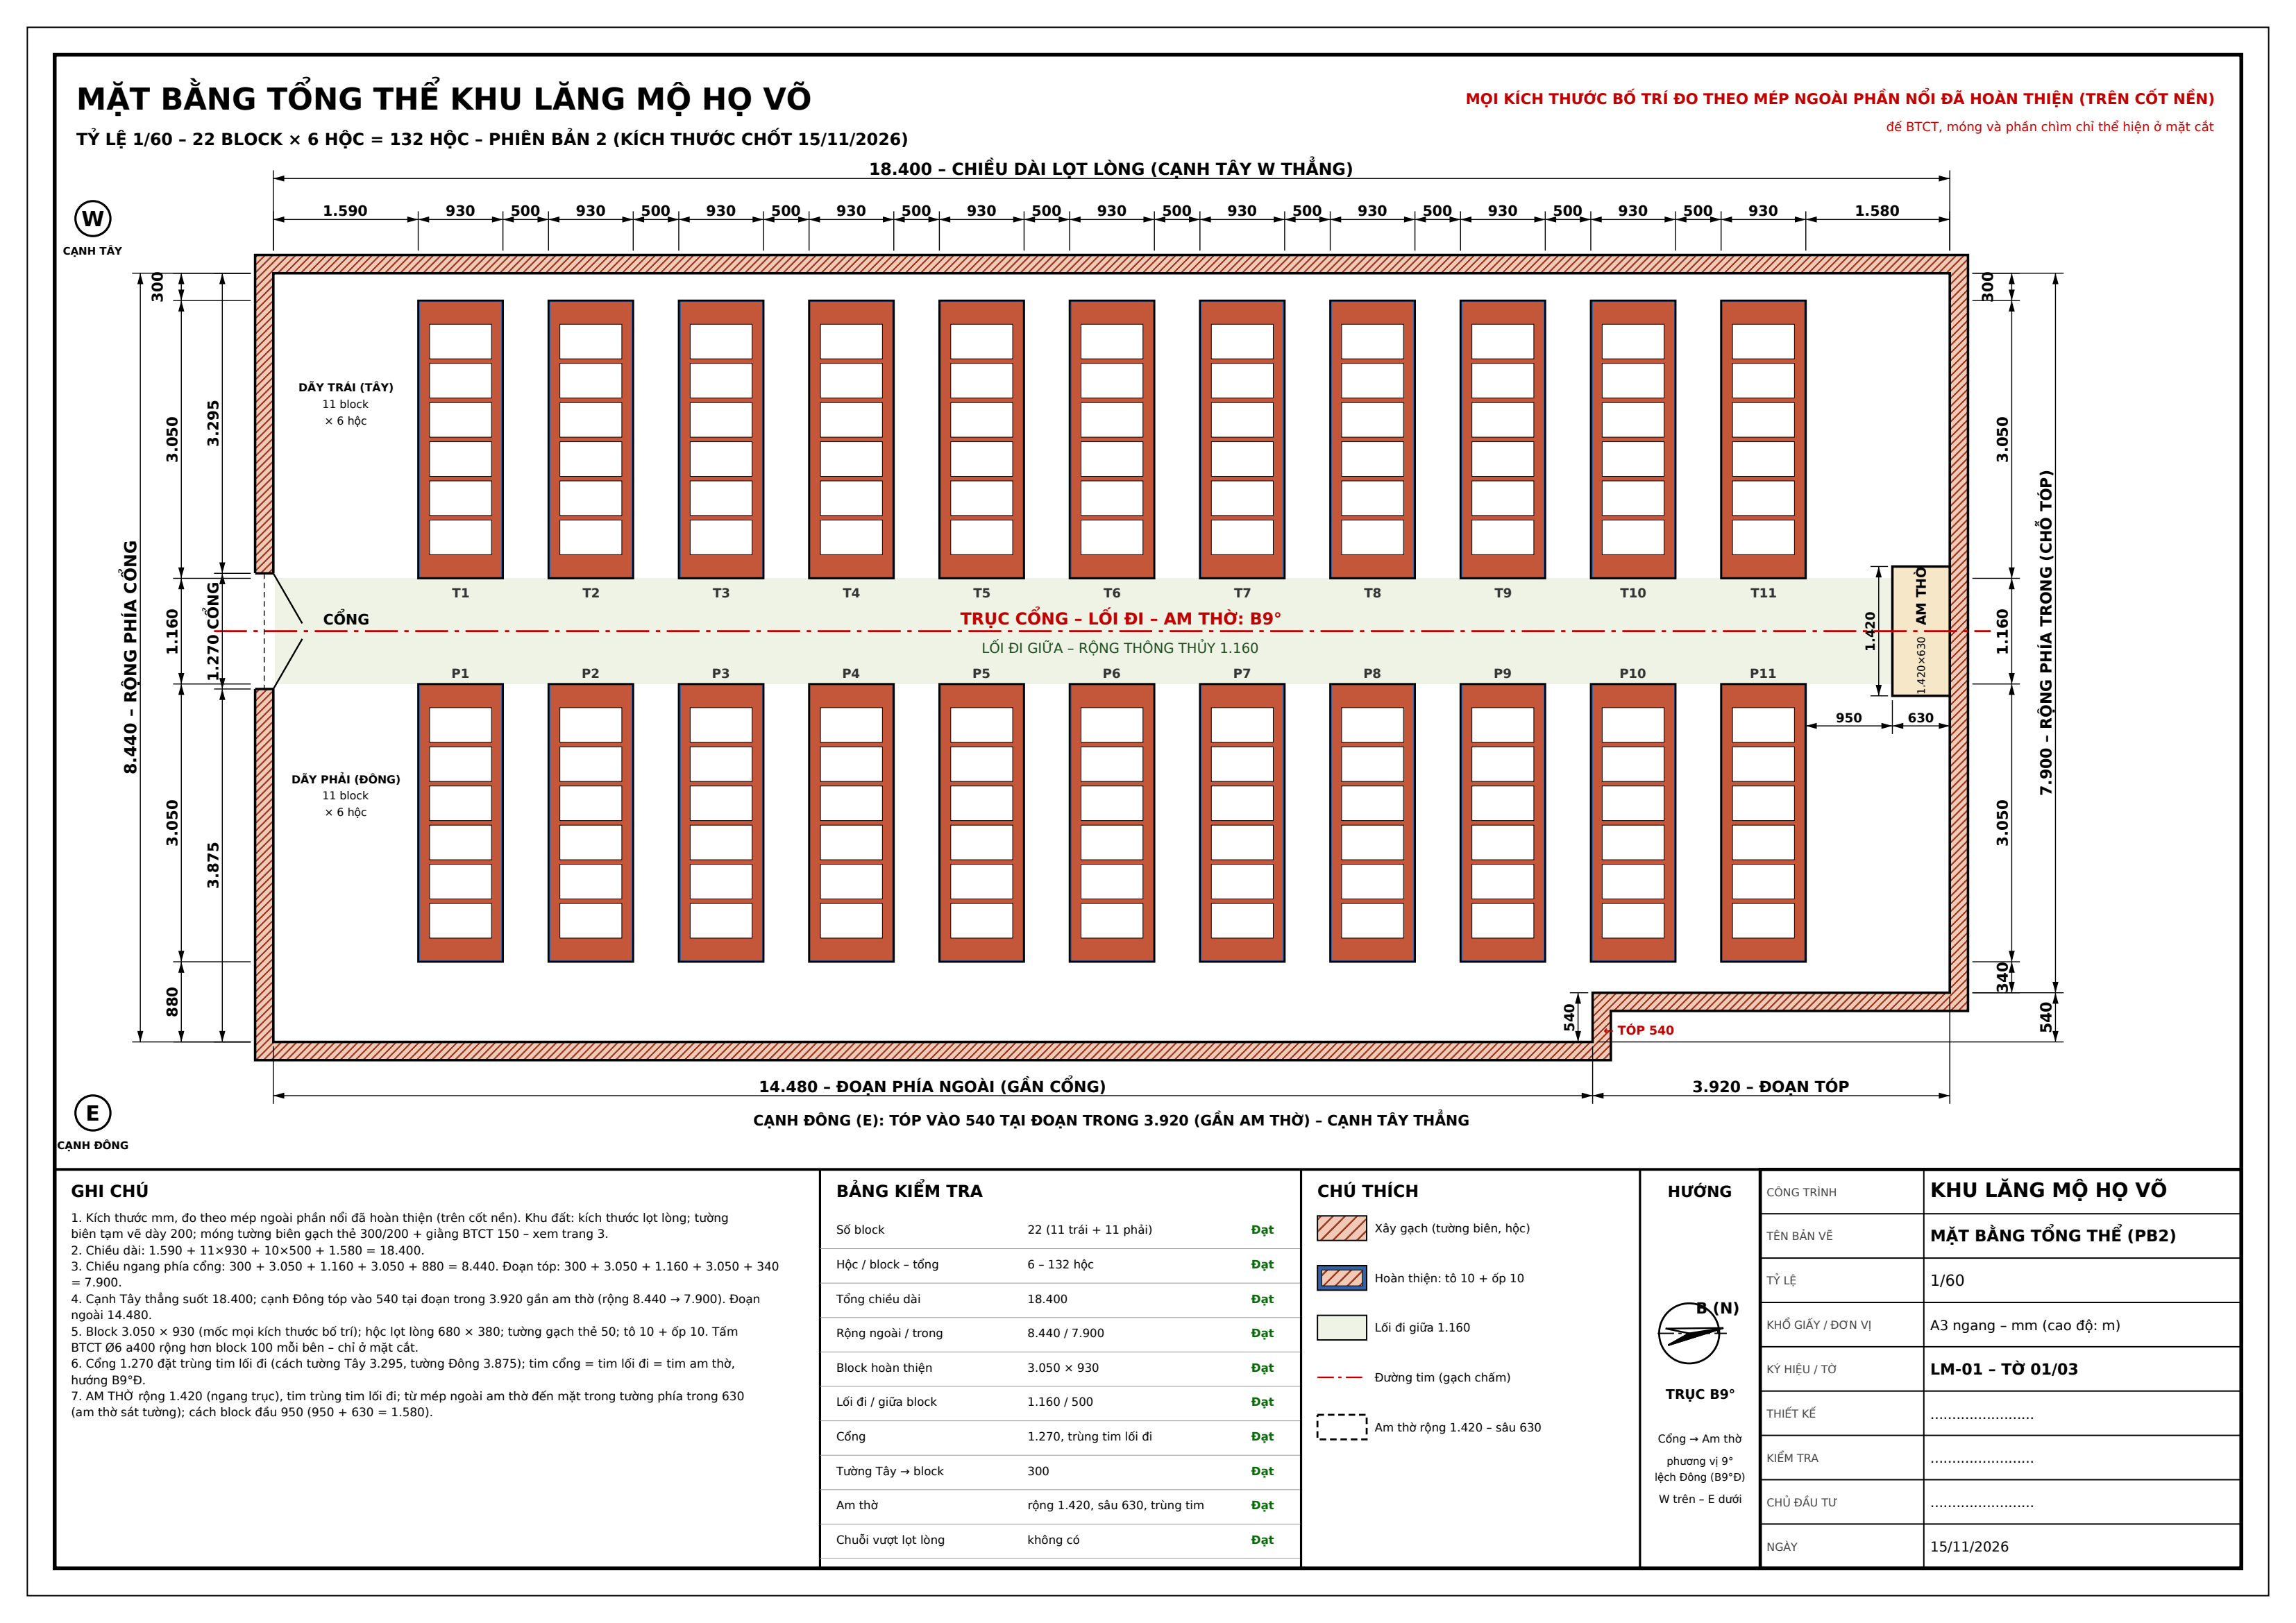 MẶT BẰNG TỔNG THỂ KHU LĂNG MỘ HỌ VÕ
TỶ LỆ 1/60 – 22 BLOCK × 6 HỘC = 132 HỘC – PHIÊN BẢN 2 (KÍCH THƯỚC CHỐT 15/11/2026)
MỌI KÍCH THƯỚC BỐ TRÍ ĐO THEO MÉP NGOÀI PHẦN NỔI ĐÃ HOÀN THIỆN (TRÊN CỐT NỀN)
đế BTCT, móng và phần chìm chỉ thể hiện ở mặt cắt
18.400 – CHIỀU DÀI LỌT LÒNG (CẠNH TÂY W THẲNG)
W
CẠNH TÂY
1.590 930 500 930 500 930 500 930 500 930 500 930 500 930 500 930 500 930 500 930 500 930 1.580
300
3.050
3.295
1.160
1.270 CỔNG
3.050
3.875
880
8.440 – RỘNG PHÍA CỔNG
DÃY TRÁI (TÂY)
11 block
× 6 hộc
T1 T2 T3 T4 T5 T6 T7 T8 T9 T10 T11
CỔNG
TRỤC CỔNG – LỐI ĐI – AM THỜ: B9°
LỐI ĐI GIỮA – RỘNG THÔNG THỦY 1.160
P1 P2 P3 P4 P5 P6 P7 P8 P9 P10 P11
DÃY PHẢI (ĐÔNG)
11 block
× 6 hộc
1.420
AM THỜ
1.420×630
950 630
300
3.050
1.160
3.050
340
540
7.900 – RỘNG PHÍA TRONG (CHỖ TÓP)
540
← TÓP 540
14.480 – ĐOẠN PHÍA NGOÀI (GẦN CỔNG)
3.920 – ĐOẠN TÓP
CẠNH ĐÔNG (E): TÓP VÀO 540 TẠI ĐOẠN TRONG 3.920 (GẦN AM THỜ) – CẠNH TÂY THẲNG
E
CẠNH ĐÔNG
GHI CHÚ
1. Kích thước mm, đo theo mép ngoài phần nổi đã hoàn thiện (trên cốt nền). Khu đất: kích thước lọt lòng; tường
biên tạm vẽ dày 200; móng tường biên gạch thẻ 300/200 + giằng BTCT 150 – xem trang 3.
2. Chiều dài: 1.590 + 11×930 + 10×500 + 1.580 = 18.400.
3. Chiều ngang phía cổng: 300 + 3.050 + 1.160 + 3.050 + 880 = 8.440. Đoạn tóp: 300 + 3.050 + 1.160 + 3.050 + 340
= 7.900.
4. Cạnh Tây thẳng suốt 18.400; cạnh Đông tóp vào 540 tại đoạn trong 3.920 gần am thờ (rộng 8.440 → 7.900). Đoạn
ngoài 14.480.
5. Block 3.050 × 930 (mốc mọi kích thước bố trí); hộc lọt lòng 680 × 380; tường gạch thẻ 50; tô 10 + ốp 10. Tấm
BTCT Ø6 a400 rộng hơn block 100 mỗi bên – chỉ ở mặt cắt.
6. Cổng 1.270 đặt trùng tim lối đi (cách tường Tây 3.295, tường Đông 3.875); tim cổng = tim lối đi = tim am thờ,
hướng B9°Đ.
7. AM THỜ rộng 1.420 (ngang trục), tim trùng tim lối đi; từ mép ngoài am thờ đến mặt trong tường phía trong 630
(am thờ sát tường); cách block đầu 950 (950 + 630 = 1.580).
BẢNG KIỂM TRA
Số block 22 (11 trái + 11 phải) Đạt
Hộc / block – tổng 6 – 132 hộc Đạt
Tổng chiều dài 18.400 Đạt
Rộng ngoài / trong 8.440 / 7.900 Đạt
Block hoàn thiện 3.050 × 930 Đạt
Lối đi / giữa block 1.160 / 500 Đạt
Cổng 1.270, trùng tim lối đi Đạt
Tường Tây → block 300 Đạt
Am thờ rộng 1.420, sâu 630, trùng tim Đạt
Chuỗi vượt lọt lòng không có Đạt
CHÚ THÍCH
Xây gạch (tường biên, hộc)
Hoàn thiện: tô 10 + ốp 10
Lối đi giữa 1.160
Đường tim (gạch chấm)
Am thờ rộng 1.420 – sâu 630
HƯỚNG
B (N)
TRỤC B9°
Cổng → Am thờ
phương vị 9°
lệch Đông (B9°Đ)
W trên – E dưới
CÔNG TRÌNH KHU LĂNG MỘ HỌ VÕ
TÊN BẢN VẼ MẶT BẰNG TỔNG THỂ (PB2)
TỶ LỆ 1/60
KHỔ GIẤY / ĐƠN VỊ A3 ngang – mm (cao độ: m)
KÝ HIỆU / TỜ LM-01 – TỜ 01/03
THIẾT KẾ ........................
KIỂM TRA ........................
CHỦ ĐẦU TƯ ........................
NGÀY 15/11/2026